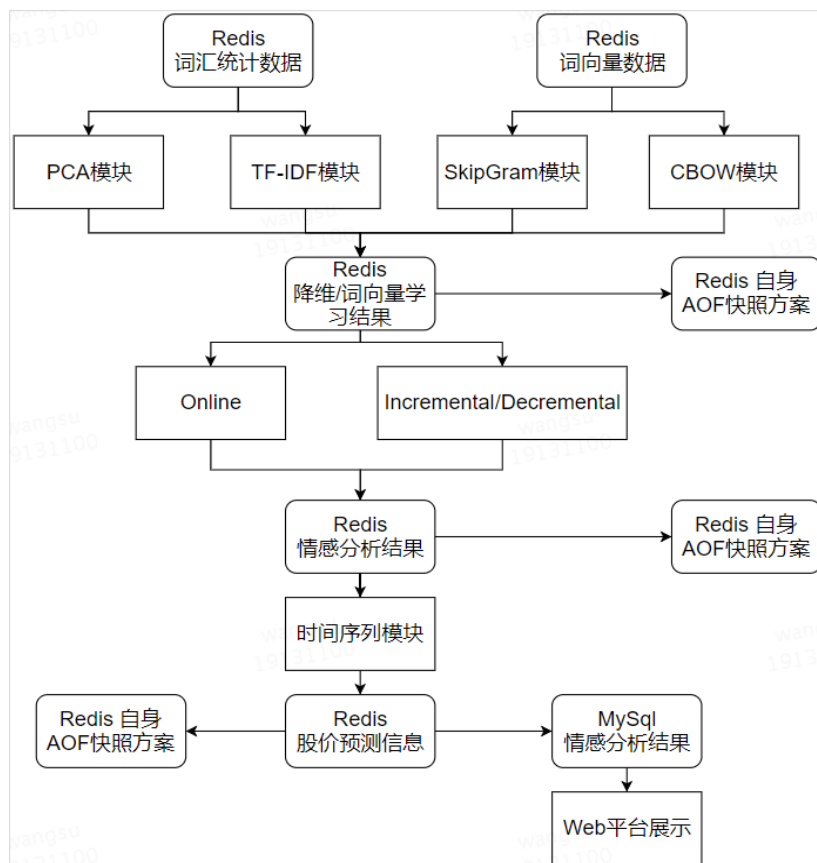 Redis
词汇统计数据
Redis
词向量数据
PCA模块
TF-IDF模块
SkipGram模块
CBOW模块
Redis
降维/词向量学
习结果
Redis 自身
AOF快照方案
Online
Incremental/Decremental
Redis
情感分析结果
Redis 自身
AOF快照方案
时间序列模块
Redis 自身
AOF快照方案
Redis
股价预测信息
MySql
情感分析结果
Web平台展示
wangsu
19131100